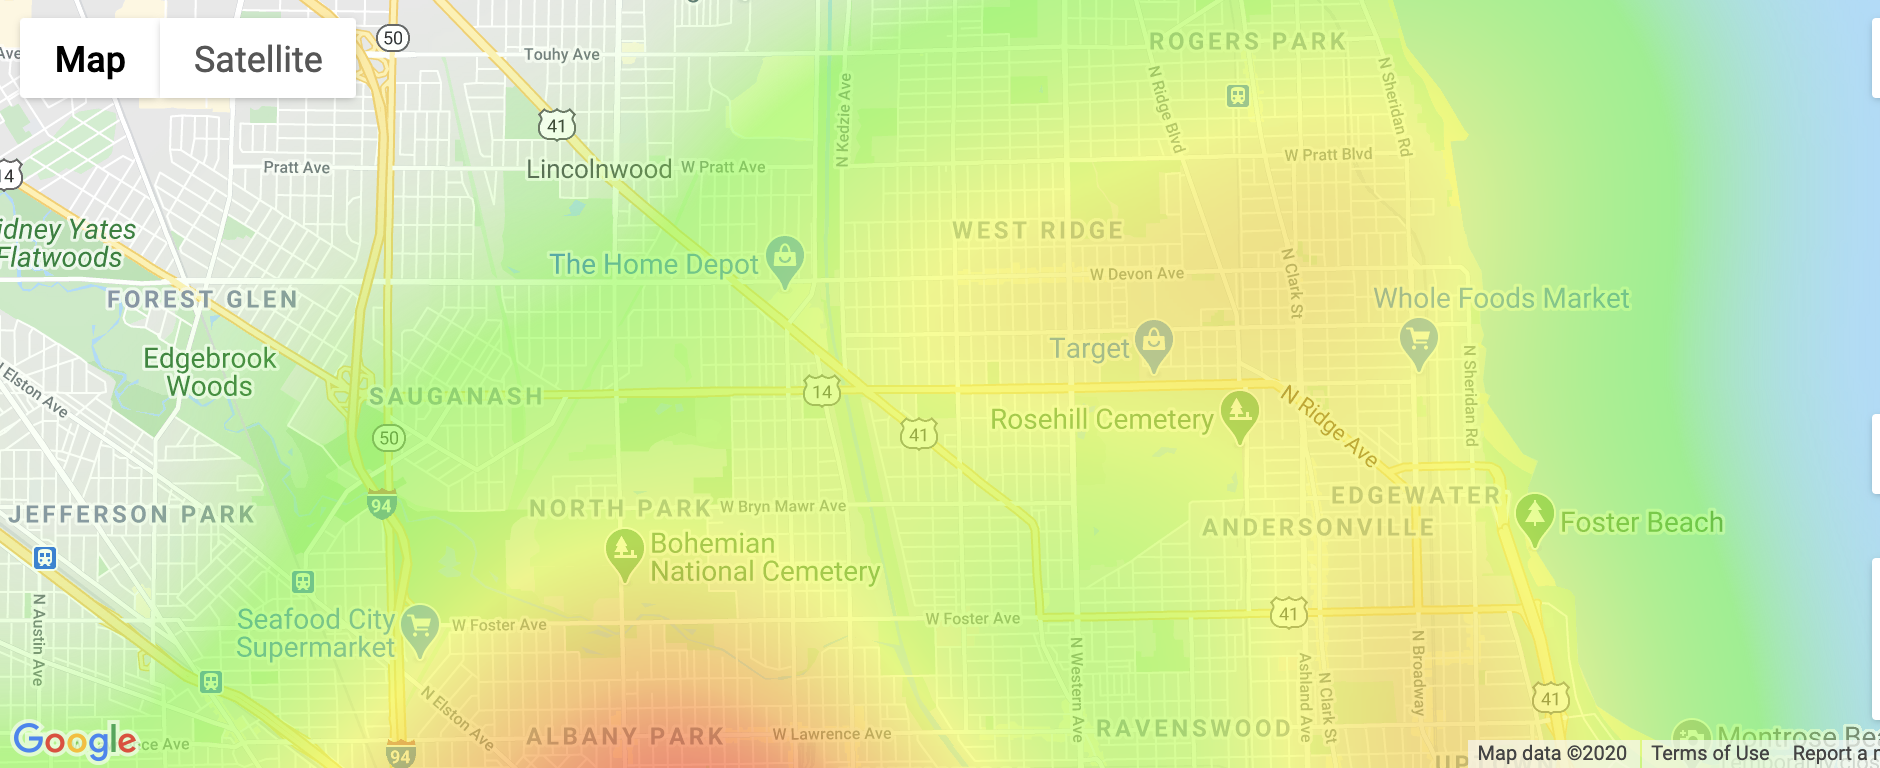 Map
Satellite
50
Touhy Ave
ROGERS PARK
N Kedzie Ave
N Ridge Blvd
N Sheridan Rd
41
Pratt Ave
Lincolnwood
W Pratt Ave
W Pratt Blvd
14
idney Yates
Flatwoods
WEST RIDGE
The Home Depot
W Devon Ave
N Clark St
FOREST GLEN
Whole Foods Market
Edgebrook
Woods
Target
N Elston Ave
SAUGANASH
14
N Sheridan Rd
50
41
Rosehill Cemetery
N Ridge Ave
94
JEFFERSON PARK
NORTH PARK
W Bryn Mawr Ave
EDGEWATER
ANDERSONVILLE
Foster Beach
Bohemian
National Cemetery
N Austin Ave
Seafood City
Supermarket
W Foster Ave
W Foster Ave
41
N Western Ave
Ashland Ave
N Clark St
N Broadway
41
N Elston Ave
ALBANY PARK
W Lawrence Ave
RAVENSWOOD
Google
ce Ave
94
Montrose Bea
Map data ©2020
Terms of Use
Report a